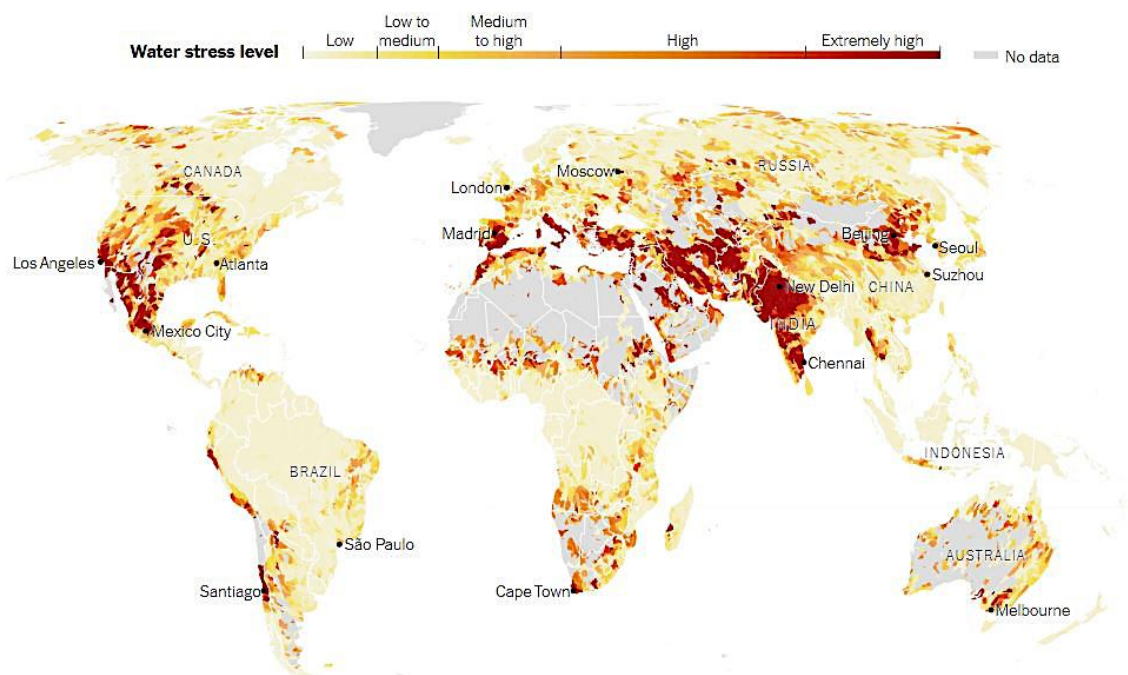 Water stress level
Low
Low to
medium
Medium
to high
High
Extremely high
No data
CANADA
RUSSIA
Moscow
London
U.S.
Madrid
Beijing
Seoul
Los Angeles
Atlanta
Suzhou
New Delhi
CHINA
Mexico City
INDIA
Chennai
INDONESIA
BRAZIL
São Paulo
AUSTRALIA
Santiago
Cape Town
Melbourne